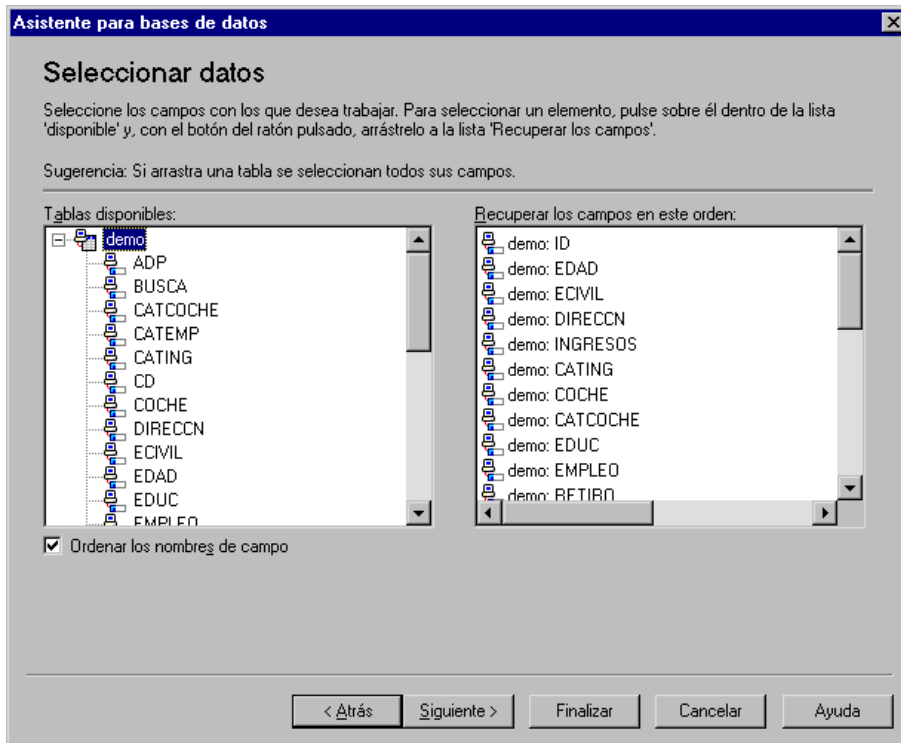 Asistente para bases de datos
Seleccionar datos
Seleccione los campos con los que desea trabajar. Para seleccionar un elemento, pulse sobre él dentro de la lista
'disponible' y, con el botón del ratón pulsado, arrástrelo a la lista 'Recuperar los campos'.
Sugerencia: Si arrastra una tabla se seleccionan todos sus campos.
Tablas disponibles:
demo
ADP
BUSCA
CATCOCHE
CATEMP
CATING
CD
COCHE
DIRECCN
ECIVIL
EDAD
EDUC
EMPLEO
Recuperar los campos en este orden:
demo: ID
demo: EDAD
demo: ECIVIL
demo: DIRECCN
demo: INGRESOS
demo: CATING
demo: COCHE
demo: CATCOCHE
demo: EDUC
demo: EMPLEO
demo: RETIRO
Ordenar los nombres de campo
< Atrás
Siguiente >
Finalizar
Cancelar
Ayuda